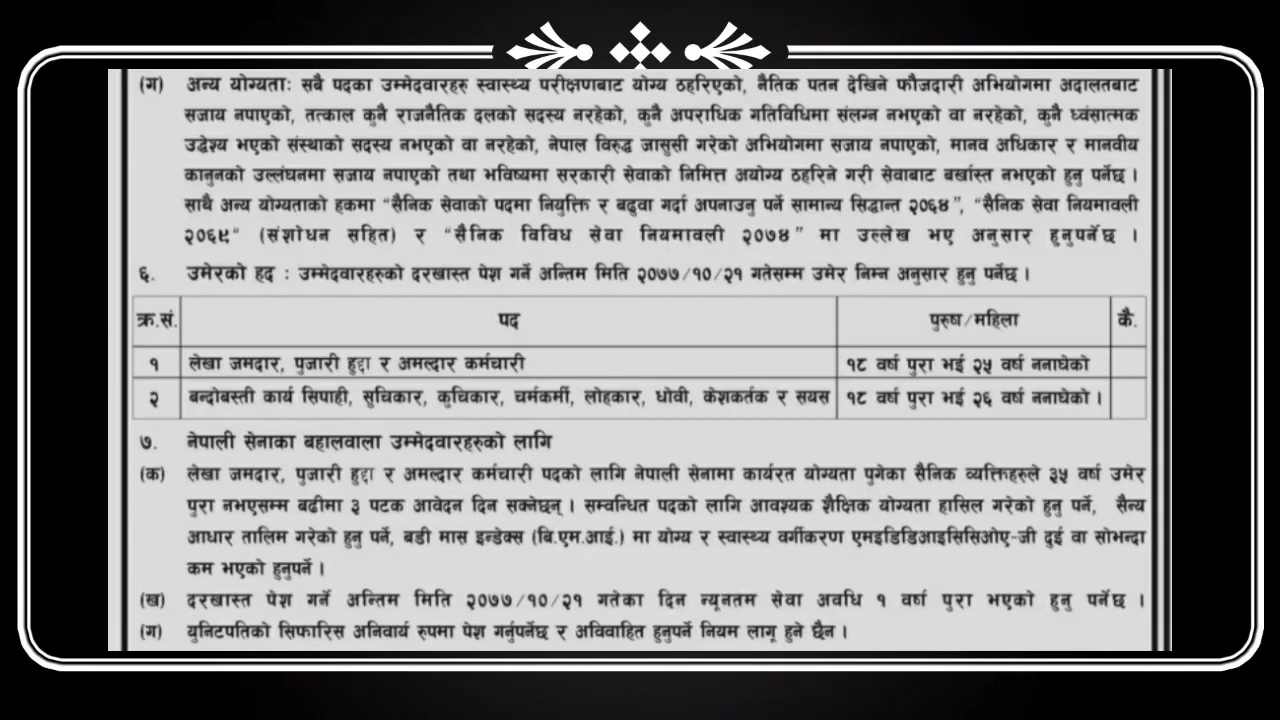 (ग) अन्य योग्यताः सबै पदका उम्मेदवारहरु स्वास्थ्य परीक्षणबाट योग्य ठहरिएको, नैतिक पतन देखिने फौजदारी अभियोगमा अदालतबाट
सजाय नपाएको, तत्काल कुनै राजनैतिक दलको सदस्य नरहेको, कुनै अपराधिक गतिविधिमा संलग्न नभएको वा नरहेको, कुनै ध्वंसात्मक
उद्धेश्य भएको संस्थाको सदस्य नभएको वा नरहेको, नेपाल विरुद्ध जासुसी गरेको अभियोगमा सजाय नपाएको, मानव अधिकार र मानवीय
कानुनको उल्लंघनमा सजाय नपाएको तथा भविष्यमा सरकारी सेवाको निमित्त अयोग्य ठहरिने गरी सेवाबाट बर्खास्त नभएको हुनु पर्नेछ ।
साथै अन्य योग्यताको हकमा “सैनिक सेवाको पदमा नियुक्ति र बढुवा गर्दा अपनाउनु पर्ने सामान्य सिद्धान्त २०६४”, “सैनिक सेवा नियमावली
२०६९“ (संशोधन सहित) र “सैनिक विविध सेवा नियमावली २०७४” मा उल्लेख भए अनुसार हुनुपर्नेछ ।
६. उमेरको हद : उम्मेदवारहरुको दरखास्त पेश गर्ने अन्तिम मिति २०७७/१०/२१ गतेसम्म उमेर निम्न अनुसार हुनु पर्नेछ ।
क्र.सं. पद पुरुष/महिला कै.
१ लेखा जमदार, पुजारी हुद्दा र अमल्दार कर्मचारी १८ वर्ष पुरा भई २५ वर्ष ननाघेको
२ बन्दोबस्ती कार्य सिपाही, सुचिकार, कुचिकार, चर्मकर्मी, लोहकार, धोवी, केशकर्तक र सयस १८ वर्ष पुरा भई २६ वर्ष ननाघेको ।
७. नेपाली सेनाका बहालवाला उम्मेदवारहरुको लागि
(क) लेखा जमदार, पुजारी हुद्दा र अमल्दार कर्मचारी पदको लागि नेपाली सेनामा कार्यरत योग्यता पुगेका सैनिक व्यक्तिहरुले ३५ वर्ष उमेर
पुरा नभएसम्म बढीमा ३ पटक आवेदन दिन सक्नेछन् । सम्वन्धित पदको लागि आवश्यक शैक्षिक योग्यता हासिल गरेको हुनु पर्ने, सैन्य
आधार तालिम गरेको हुनु पर्ने, बडी मास इन्डेक्स (बि.एम.आई.) मा योग्य र स्वास्थ्य वर्गीकरण एमइडिडिआइसिसिओए-जी दुई वा सोभन्दा
कम भएको हुनुपर्ने ।
(ख) दरखास्त पेश गर्ने अन्तिम मिति २०७७/१०/२१ गतेका दिन न्यूनतम सेवा अवधि १ वर्ष पुरा भएको हुनु पर्नेछ ।
(ग) युनिटपतिको सिफारिस अनिवार्य रुपमा पेश गर्नुपर्नेछ र अविवाहित हुनुपर्ने नियम लागू हुने छैन ।